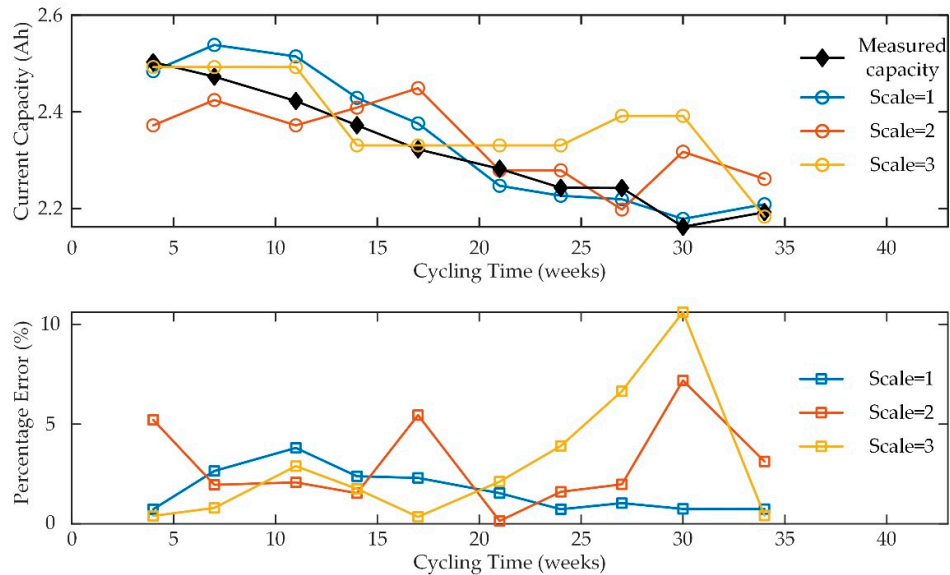 2.6
2.4
2.2
Current Capacity (Ah)
Measured
capacity
Scale=1
Scale=2
Scale=3
0 5 10 15 20 25 30 35 40
Cycling Time (weeks)
10
5
0
Percentage Error (%)
Scale=1
Scale=2
Scale=3
0 5 10 15 20 25 30 35 40
Cycling Time (weeks)